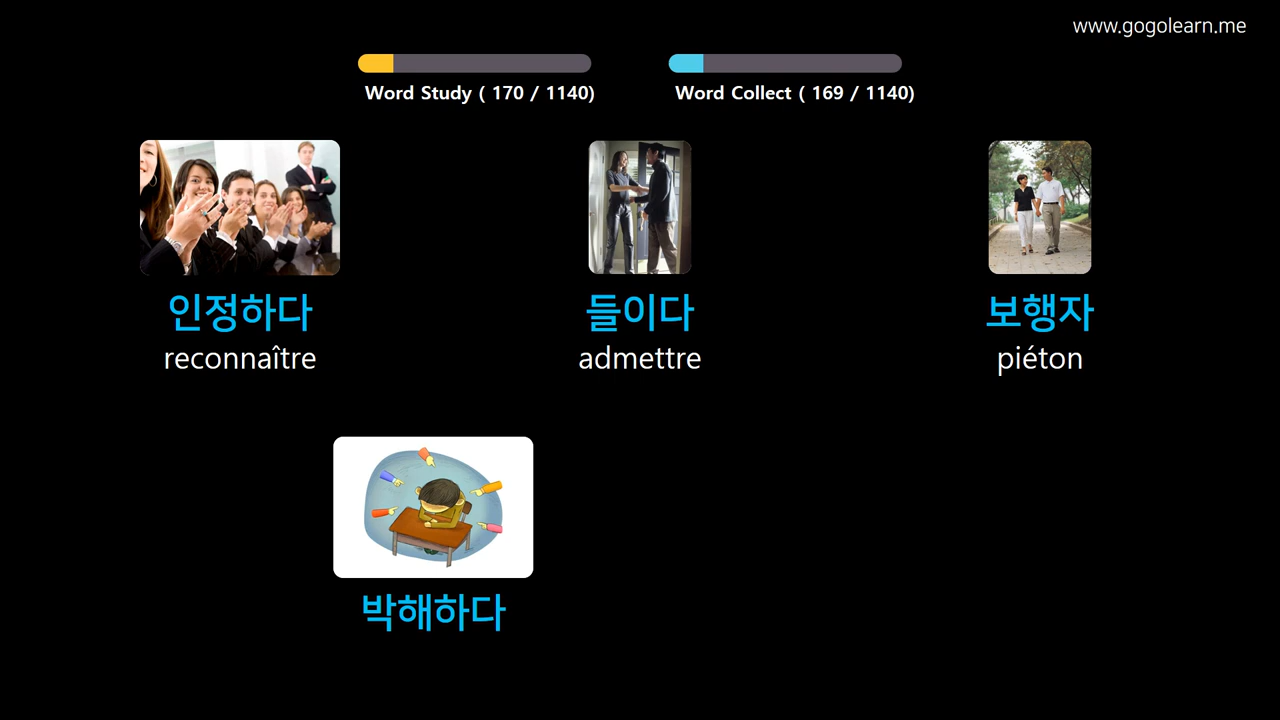 www.gogolearn.me
Word Study ( 170 / 1140)
Word Collect ( 169 / 1140)
인정하다
reconnaître
들이다
admettre
보행자
piéton
박해하다